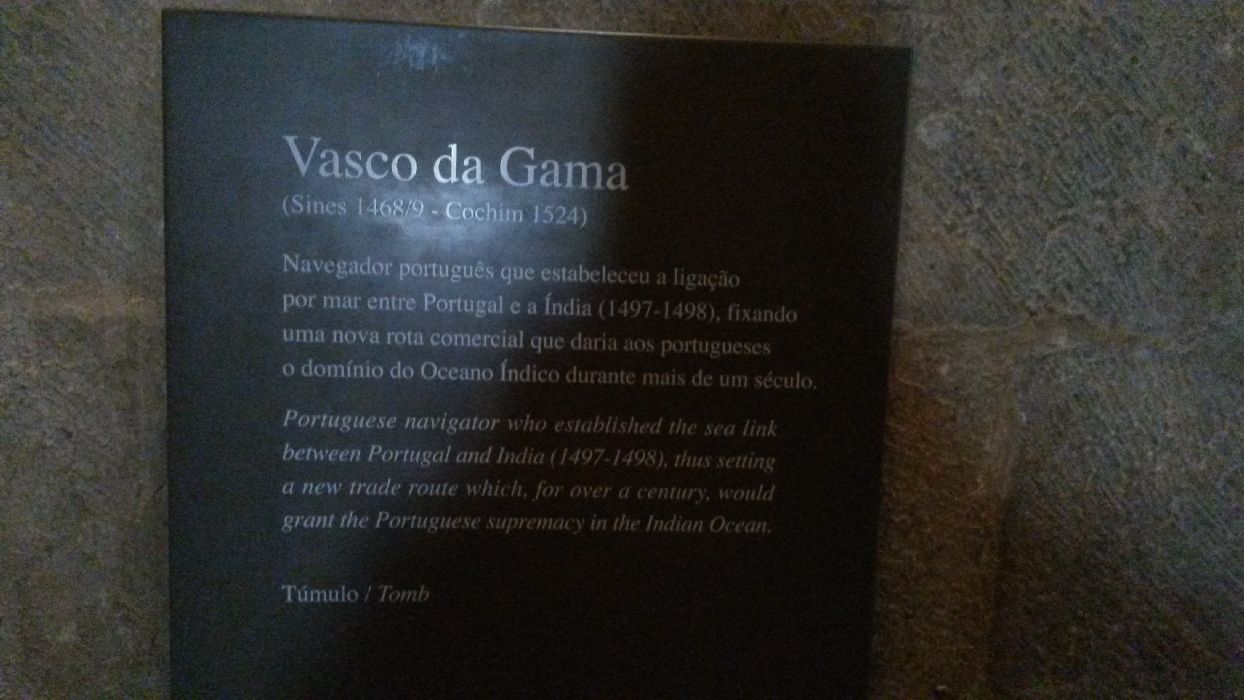 Vasco da Gama
(Sines 1468/9 - Cochim 1524)
Navegador português que estabeleceu a ligação
por mar entre Portugal e a Índia (1497-1498), fixando
uma nova rota comercial que daria aos portugueses
o domínio do Oceano Índico durante mais de um século.
Portuguese navigator who established the sea link
between Portugal and India (1497-1498), thus setting
a new trade route which, for over a century, would
grant the Portuguese supremacy in the Indian Ocean.
Túmulo / Tomb